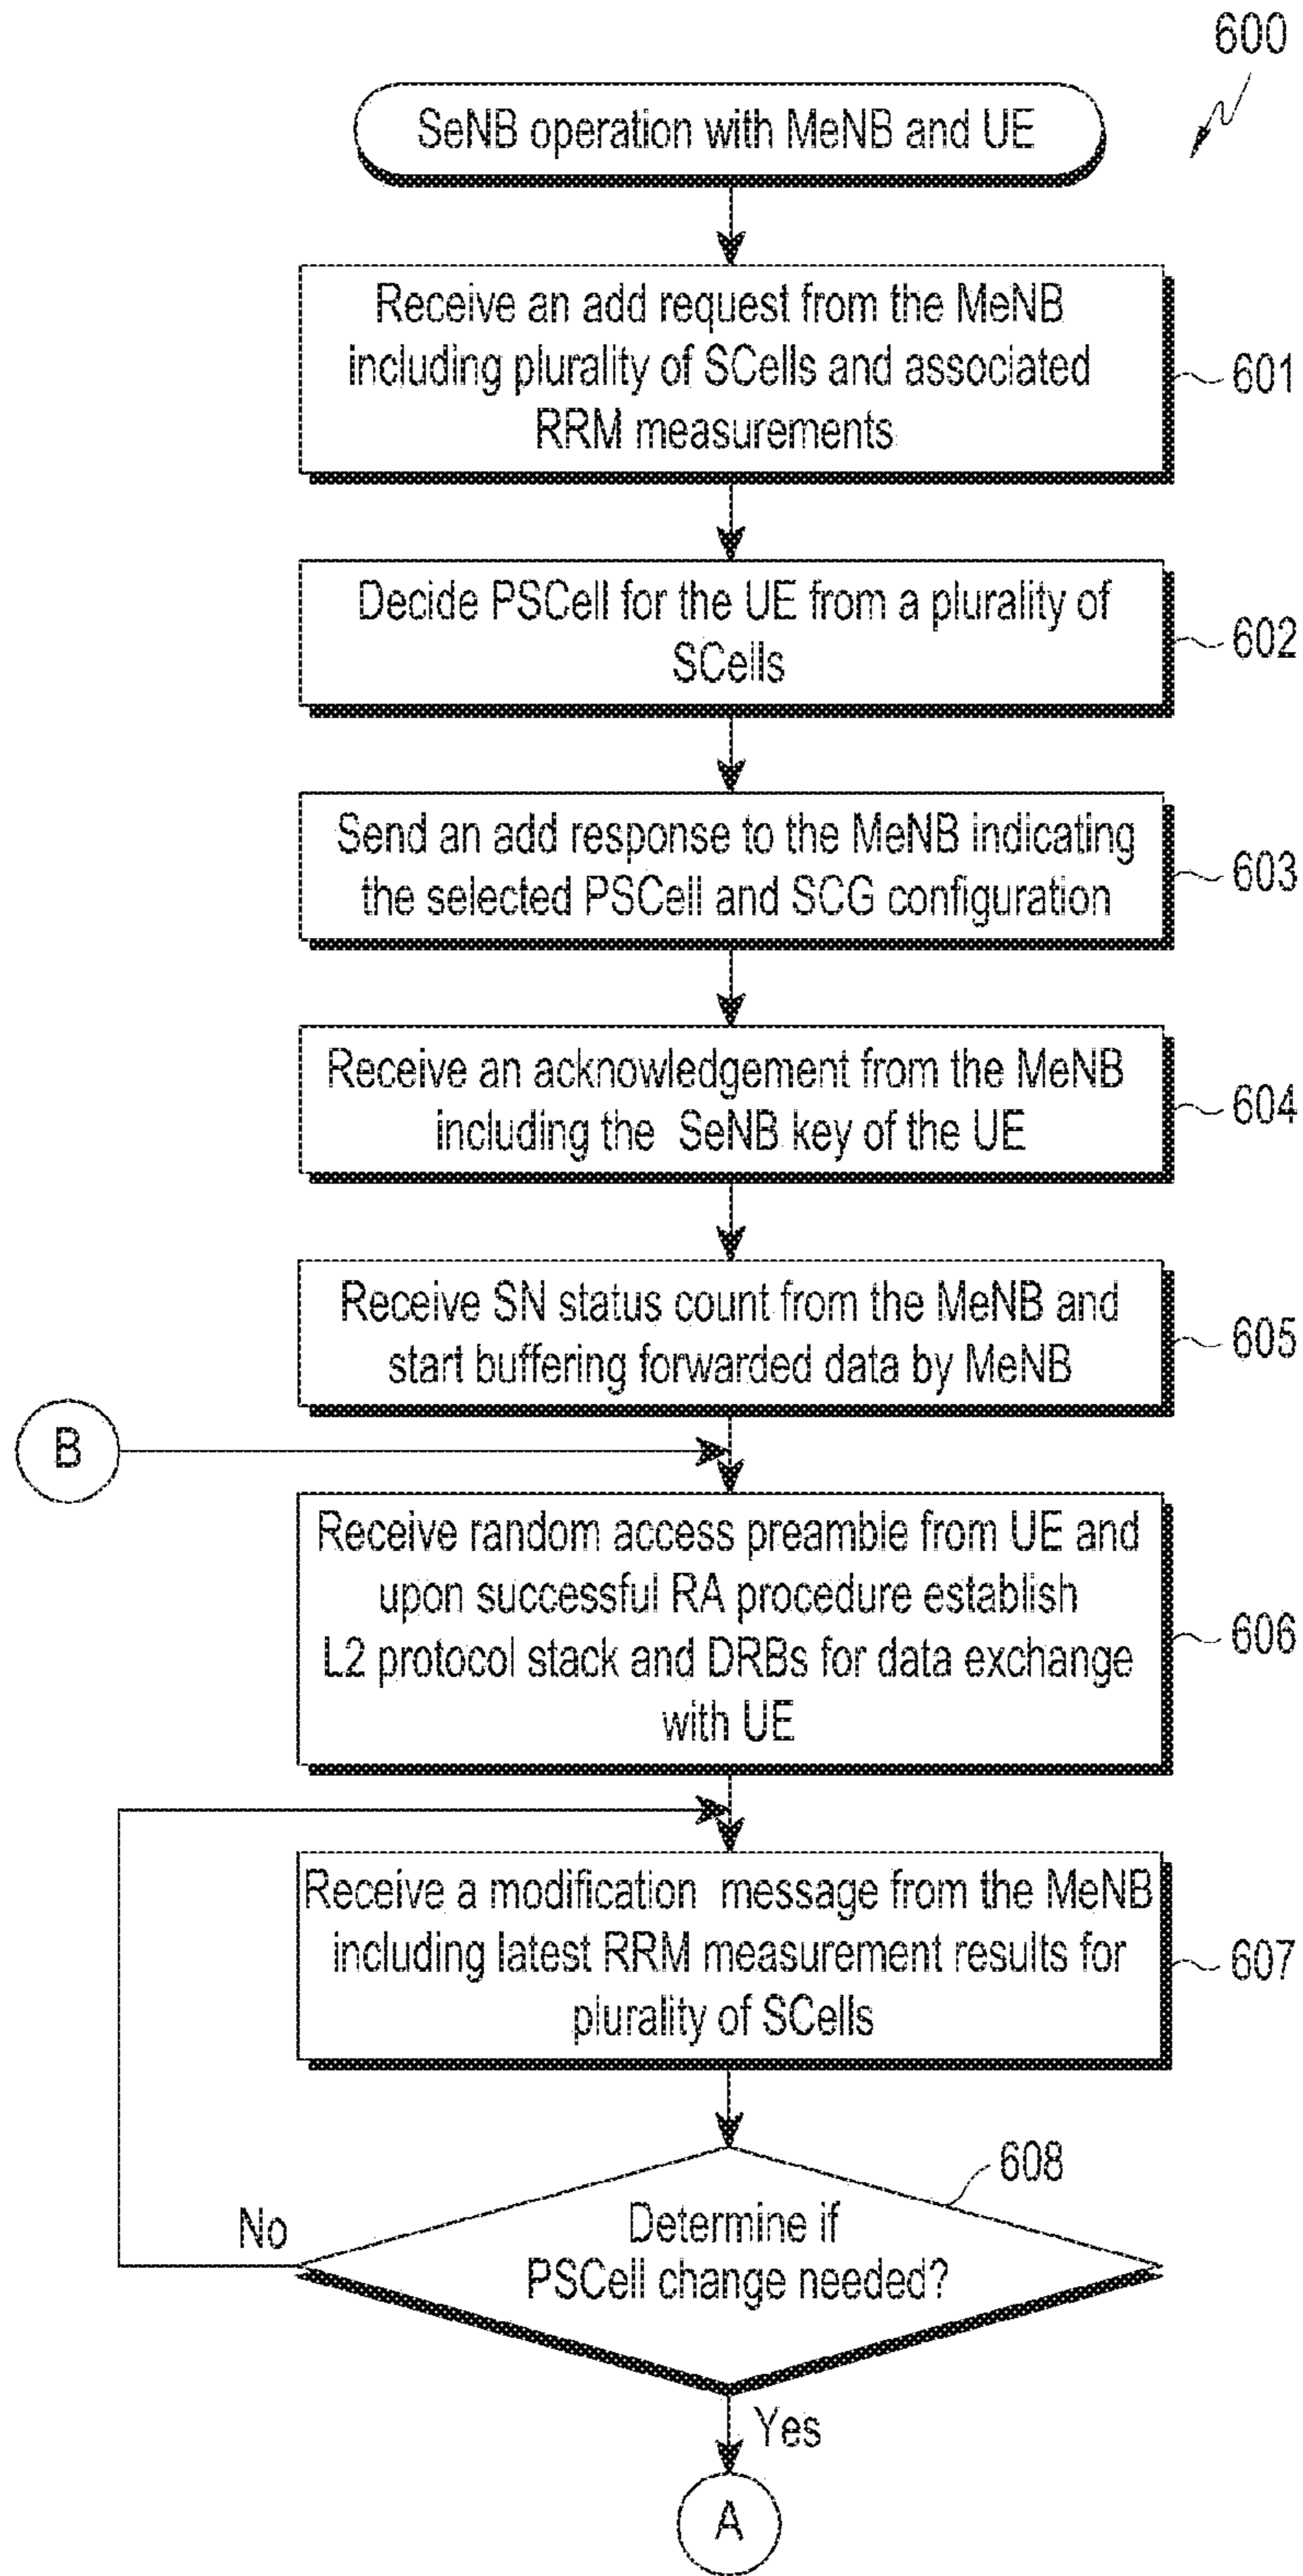 600
SeNB operation with MeNB and UE
Receive an add request from the MeNB
including plurality of SCells and associated
RRM measurements
601
Decide PSCell for the UE from a plurality of
SCells
602
Send an add response to the MeNB indicating
the selected PSCell and SCG configuration
603
Receive an acknowledgement from the MeNB
including the SeNB key of the UE
604
Receive SN status count from the MeNB and
start buffering forwarded data by MeNB
605
B
Receive random access preamble from UE and
upon successful RA procedure establish
L2 protocol stack and DRBs for data exchange
with UE
606
Receive a modification message from the MeNB
including latest RRM measurement results for
plurality of SCells
607
608
No
Determine if
PSCell change needed?
Yes
A